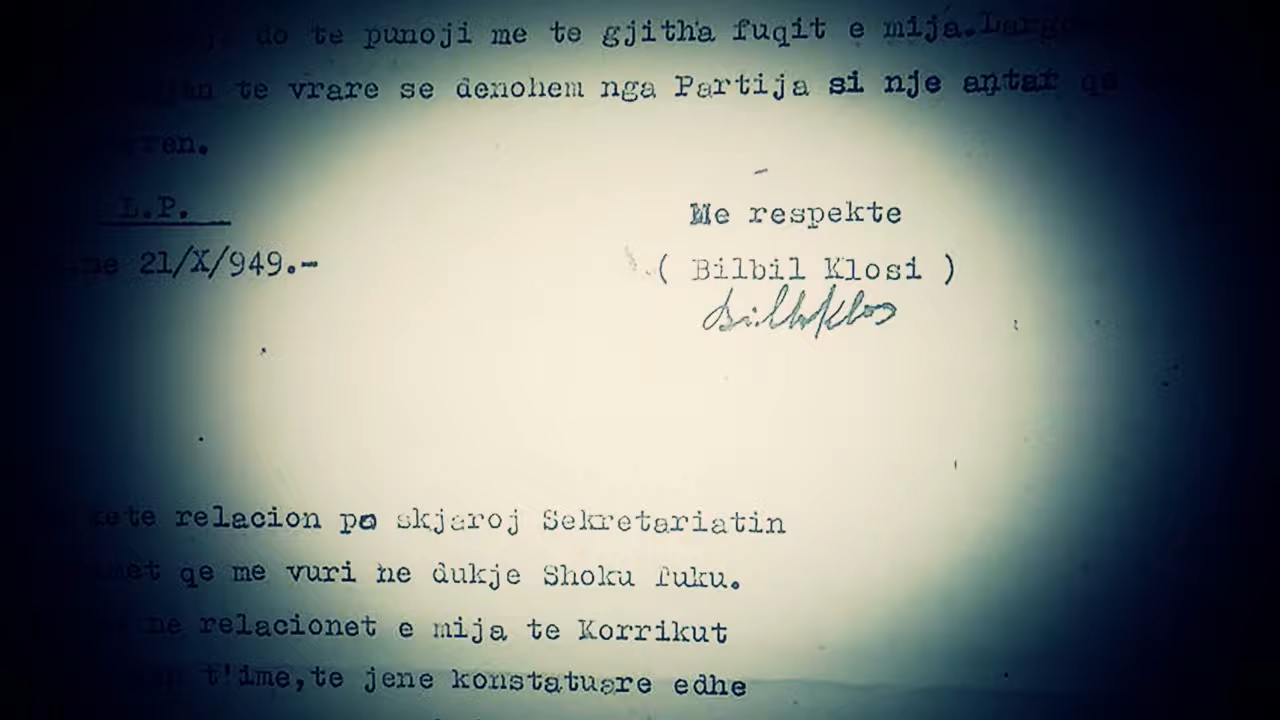 do te punoji me te gjitha fuqit e mija.
te vrare se denohem nga Partija si nje antar qe
L.P.
Me respekte
ne 21/X/949.-
( Bilbil Klosi )
relacion po skjaroj Sekretariatin
qe me vuri ne dukje Shoku Tuku.
ne relacionet e mija te Korrikut
t'ime,te jene konstatuare edhe